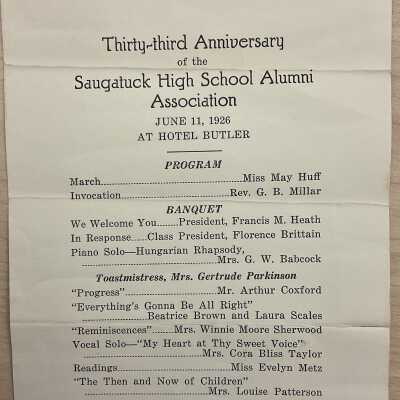 Thirty-third Anniversary
of the
Saugatuck High School Alumni
Association
JUNE 11, 1926
AT HOTEL BUTLER
PROGRAM
March..............................Miss May Huff
Invocation......................Rev. G. B. Millar
BANQUET
We Welcome You.......President, Francis M. Heath
In Response.....Class President, Florence Brittain
Piano Solo—Hungarian Rhapsody,
..............................Mrs. G. W. Babcock
Toastmistress, Mrs. Gertrude Parkinson
"Progress"....................Mr. Arthur Coxford
"Everything's Gonna Be All Right"
..............Beatrice Brown and Laura Scales
"Reminiscences"......Mrs. Winnie Moore Sherwood
Vocal Solo—"My Heart at Thy Sweet Voice"
..........................Mrs. Cora Bliss Taylor
Readings.........................Miss Evelyn Metz
"The Then and Now of Children"
............................Mrs. Louise Patterson